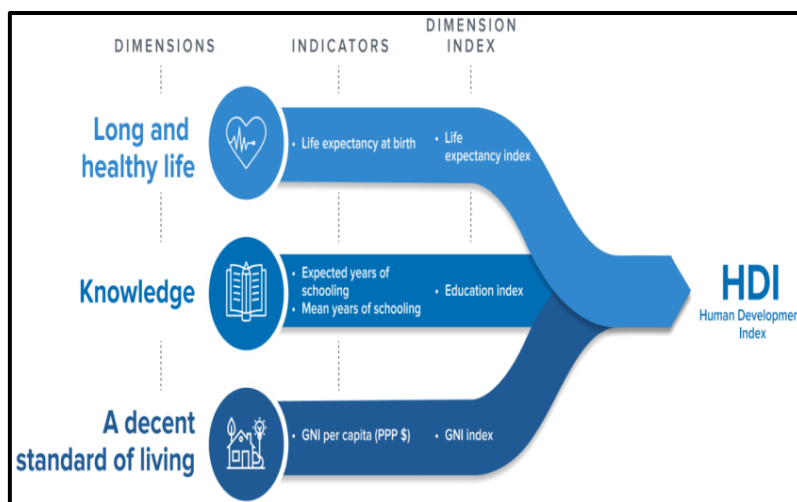 DIMENSIONS
INDICATORS
DIMENSION
INDEX
Long and
healthy life
• Life expectancy at birth
• Life
expectancy index
Knowledge
• Expected years of
schooling
• Mean years of schooling
• Education index
HDI
Human Developmen
Index
A decent
standard of living
• GNI per capita (PPP $)
• GNI index